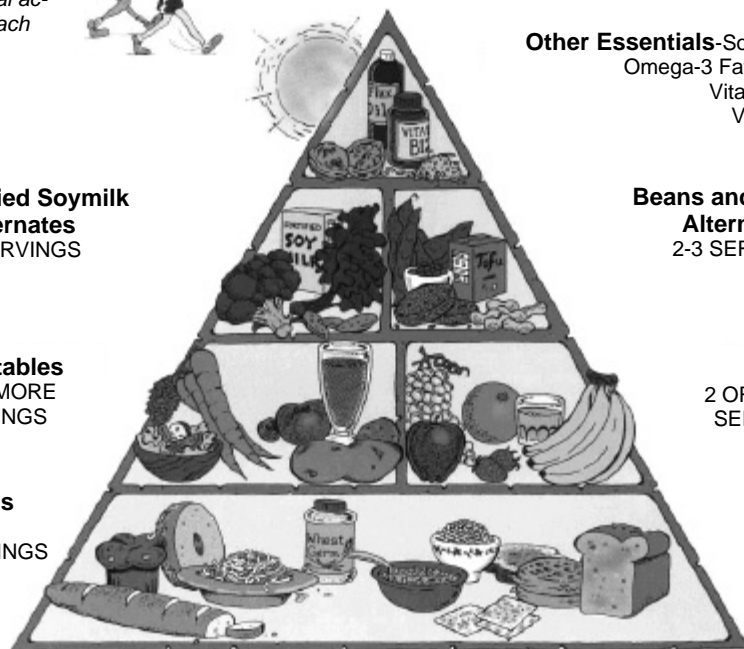 al ac-
ach
Other Essentials-So
Omega-3 Fa
Vita
V
Flax
Oil
VITA
B12
ied Soymilk
ernates
RVINGS
FORTIFIED
SOY
MILK
Tofu
Beans and
Altern
2-3 SER
tables
MORE
NGS
2 OR
SER
s
INGS
Wheat
Germ